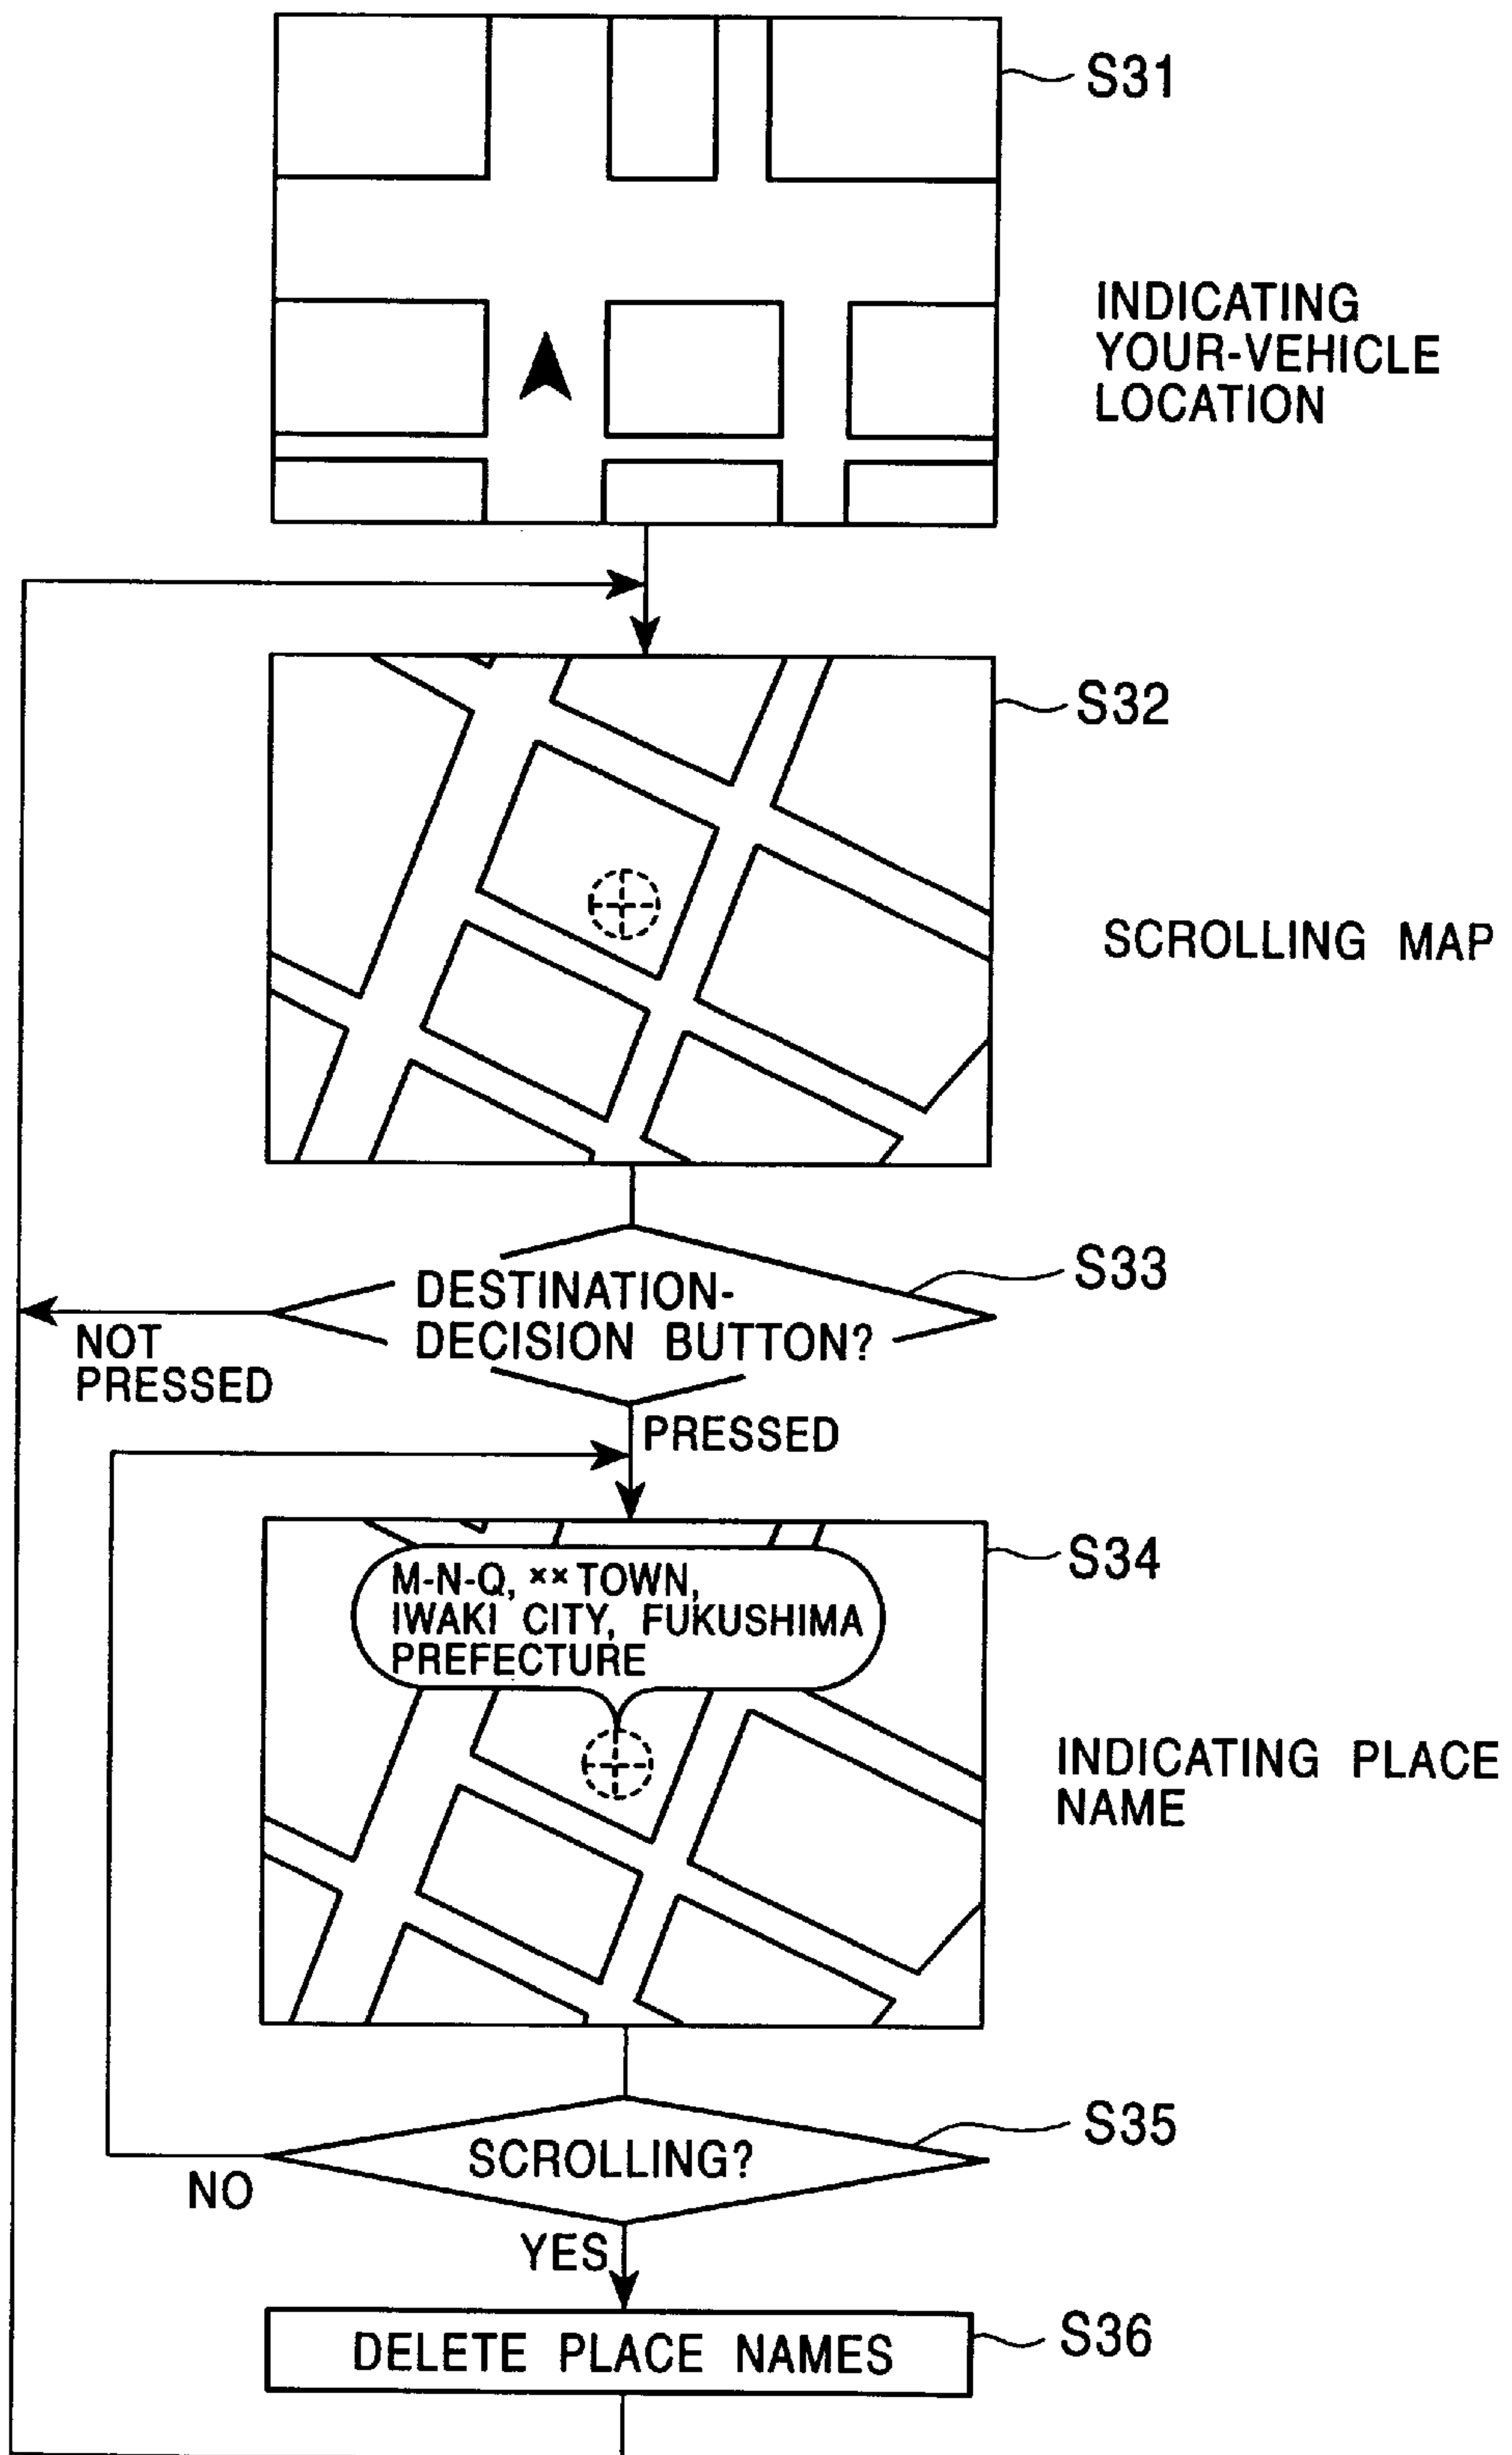 S31
INDICATING
YOUR-VEHICLE
LOCATION
S32
SCROLLING MAP
S33
DESTINATION-
DECISION BUTTON?
NOT
PRESSED
PRESSED
S34
M-N-Q, ××TOWN,
IWAKI CITY, FUKUSHIMA
PREFECTURE
INDICATING PLACE
NAME
S35
SCROLLING?
NO
YES
S36
DELETE PLACE NAMES